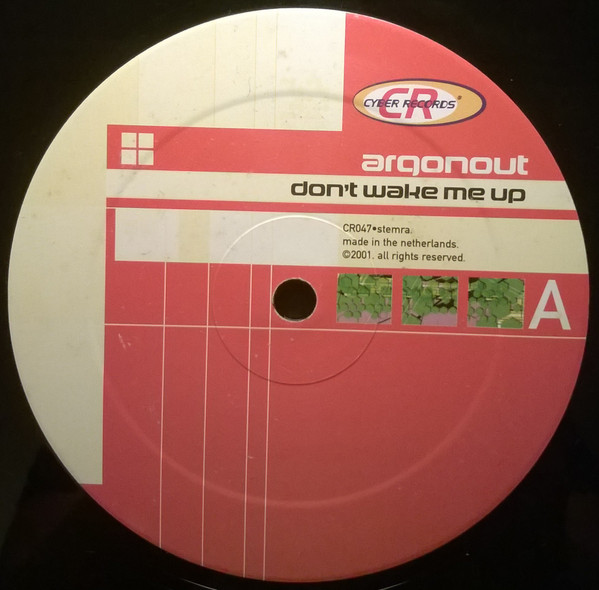 CR
CYBER RECORDS®
argonout
don't wake me up
CR047•stemra.
made in the netherlands.
©2001. all rights reserved.
A